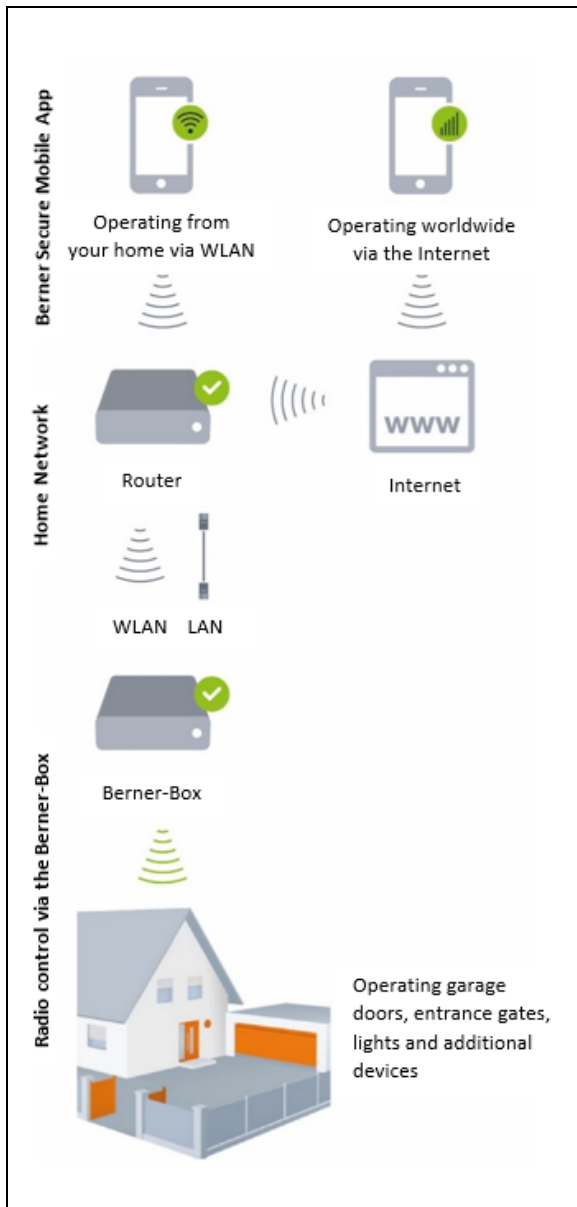 Berner Secure Mobile App
Operating from
your home via WLAN
Operating worldwide
via the Internet
Home Network
Router
WWW
Internet
WLAN
LAN
Radio control via the Berner-Box
Berner-Box
Operating garage
doors, entrance gates,
lights and additional
devices